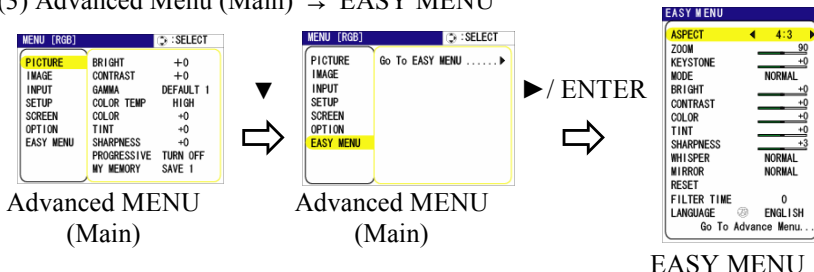 (3) Advanced Menu (Main) → EASY MENU
MENU [RGB] :SELECT
PICTURE BRIGHT +0
IMAGE CONTRAST +0
INPUT GAMMA DEFAULT 1
SETUP COLOR TEMP HIGH
SCREEN COLOR +0
OPTION TINT +0
EASY MENU SHARPNESS +0
PROGRESSIVE TURN OFF
MY MEMORY SAVE 1
Advanced MENU
(Main)
▼
MENU [RGB] :SELECT
PICTURE Go To EASY MENU ......▶
IMAGE
INPUT
SETUP
SCREEN
OPTION
EASY MENU
Advanced MENU
(Main)
►/ ENTER
EASY MENU
ASPECT ◀ 4:3 ▶
ZOOM 90
KEYSTONE +0
MODE NORMAL
BRIGHT +0
CONTRAST +0
COLOR +0
TINT +0
SHARPNESS +3
WHISPER NORMAL
MIRROR NORMAL
RESET
FILTER TIME 0
LANGUAGE ENGLISH
Go To Advance Menu...
EASY MENU